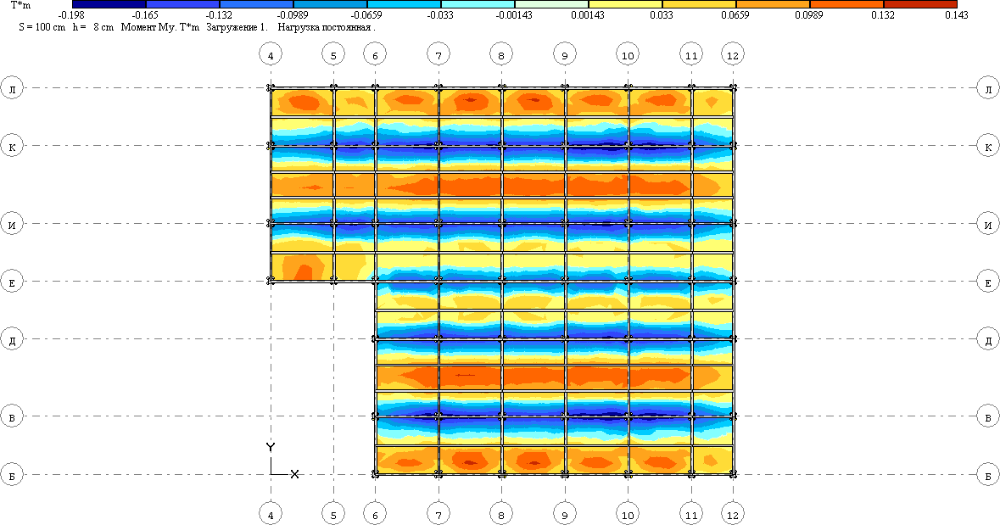 T*m
-0.198 -0.165 -0.132 -0.0989 -0.0659 -0.033 -0.00143 0.00143 0.033 0.0659 0.0989 0.132 0.143
S = 100 cm h = 8 cm Момент My. T*m Загружение 1. Нагрузка постоянная .
4 5 6 7 8 9 10 11 12
Л Л
К К
И И
Е Е
Д Д
В В
Y
X
Б Б
4 5 6 7 8 9 10 11 12